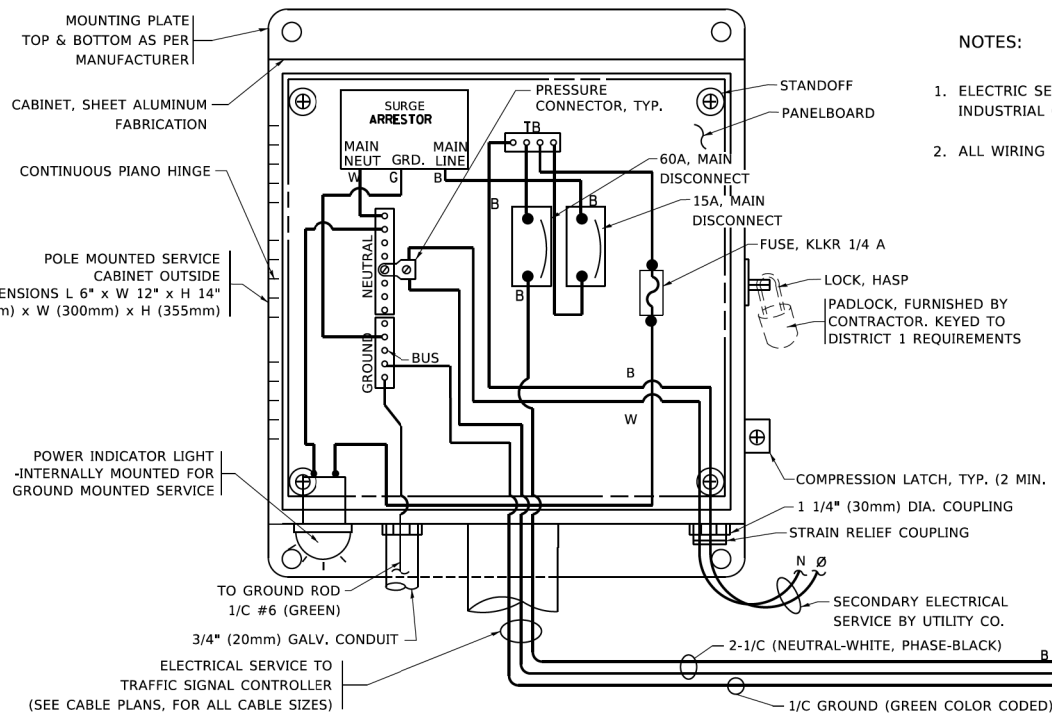 MOUNTING PLATE
TOP & BOTTOM AS PER
MANUFACTURER
CABINET, SHEET ALUMINUM
FABRICATION
CONTINUOUS PIANO HINGE
POLE MOUNTED SERVICE
CABINET OUTSIDE
ENSIONS L 6" x W 12" x H 14"
m) x W (300mm) x H (355mm)
POWER INDICATOR LIGHT
-INTERNALLY MOUNTED FOR
GROUND MOUNTED SERVICE
SURGE
ARRESTOR
MAIN
NEUT
GRD.
MAIN
LINE
W
G
B
PRESSURE
CONNECTOR, TYP.
TB
60A, MAIN
DISCONNECT
15A, MAIN
DISCONNECT
B
B
B
NEUTRAL
GROUND
BUS
B
W
STANDOFF
PANELBOARD
FUSE, KLKR 1/4 A
LOCK, HASP
PADLOCK, FURNISHED BY
CONTRACTOR. KEYED TO
DISTRICT 1 REQUIREMENTS
COMPRESSION LATCH, TYP. (2 MIN.
1 1/4" (30mm) DIA. COUPLING
STRAIN RELIEF COUPLING
N Ø
SECONDARY ELECTRICAL
SERVICE BY UTILITY CO.
TO GROUND ROD
1/C #6 (GREEN)
3/4" (20mm) GALV. CONDUIT
ELECTRICAL SERVICE TO
TRAFFIC SIGNAL CONTROLLER
(SEE CABLE PLANS, FOR ALL CABLE SIZES)
2-1/C (NEUTRAL-WHITE, PHASE-BLACK)
B
1/C GROUND (GREEN COLOR CODED)
NOTES:
1. ELECTRIC SE
INDUSTRIAL
2. ALL WIRING